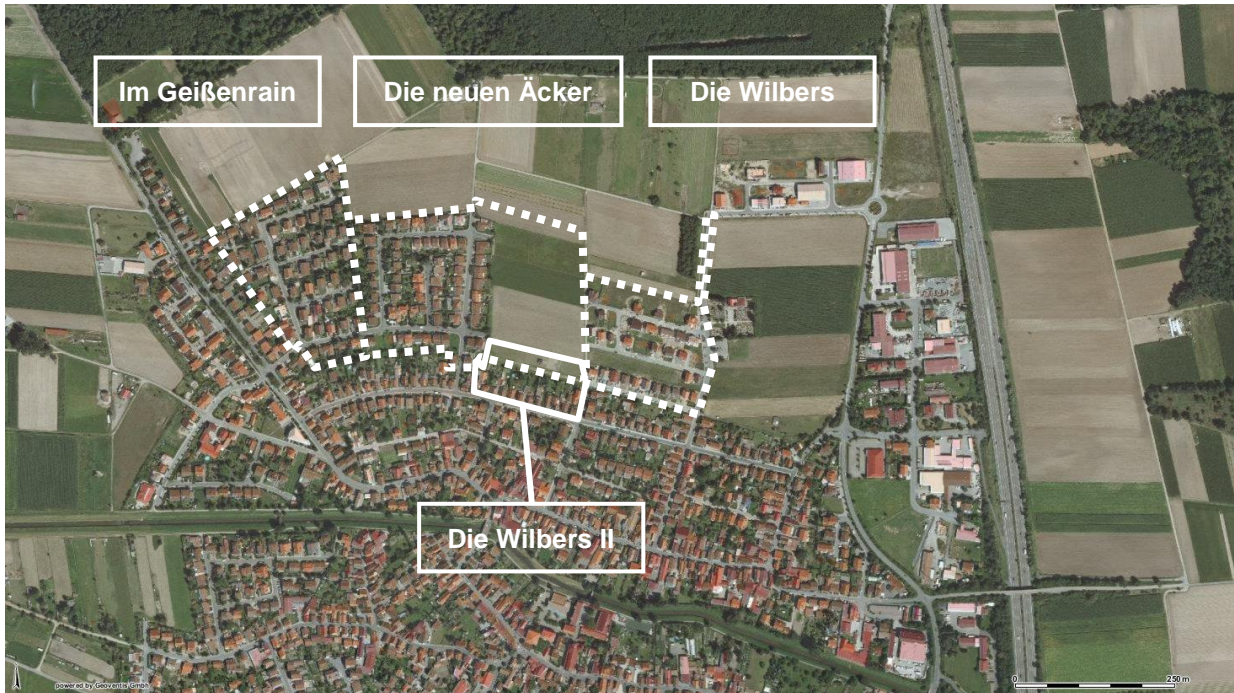 Im Geißenrain
Die neuen Äcker
Die Wilbers
Die Wilbers II
powered by Geoventis GmbH
0 250 m